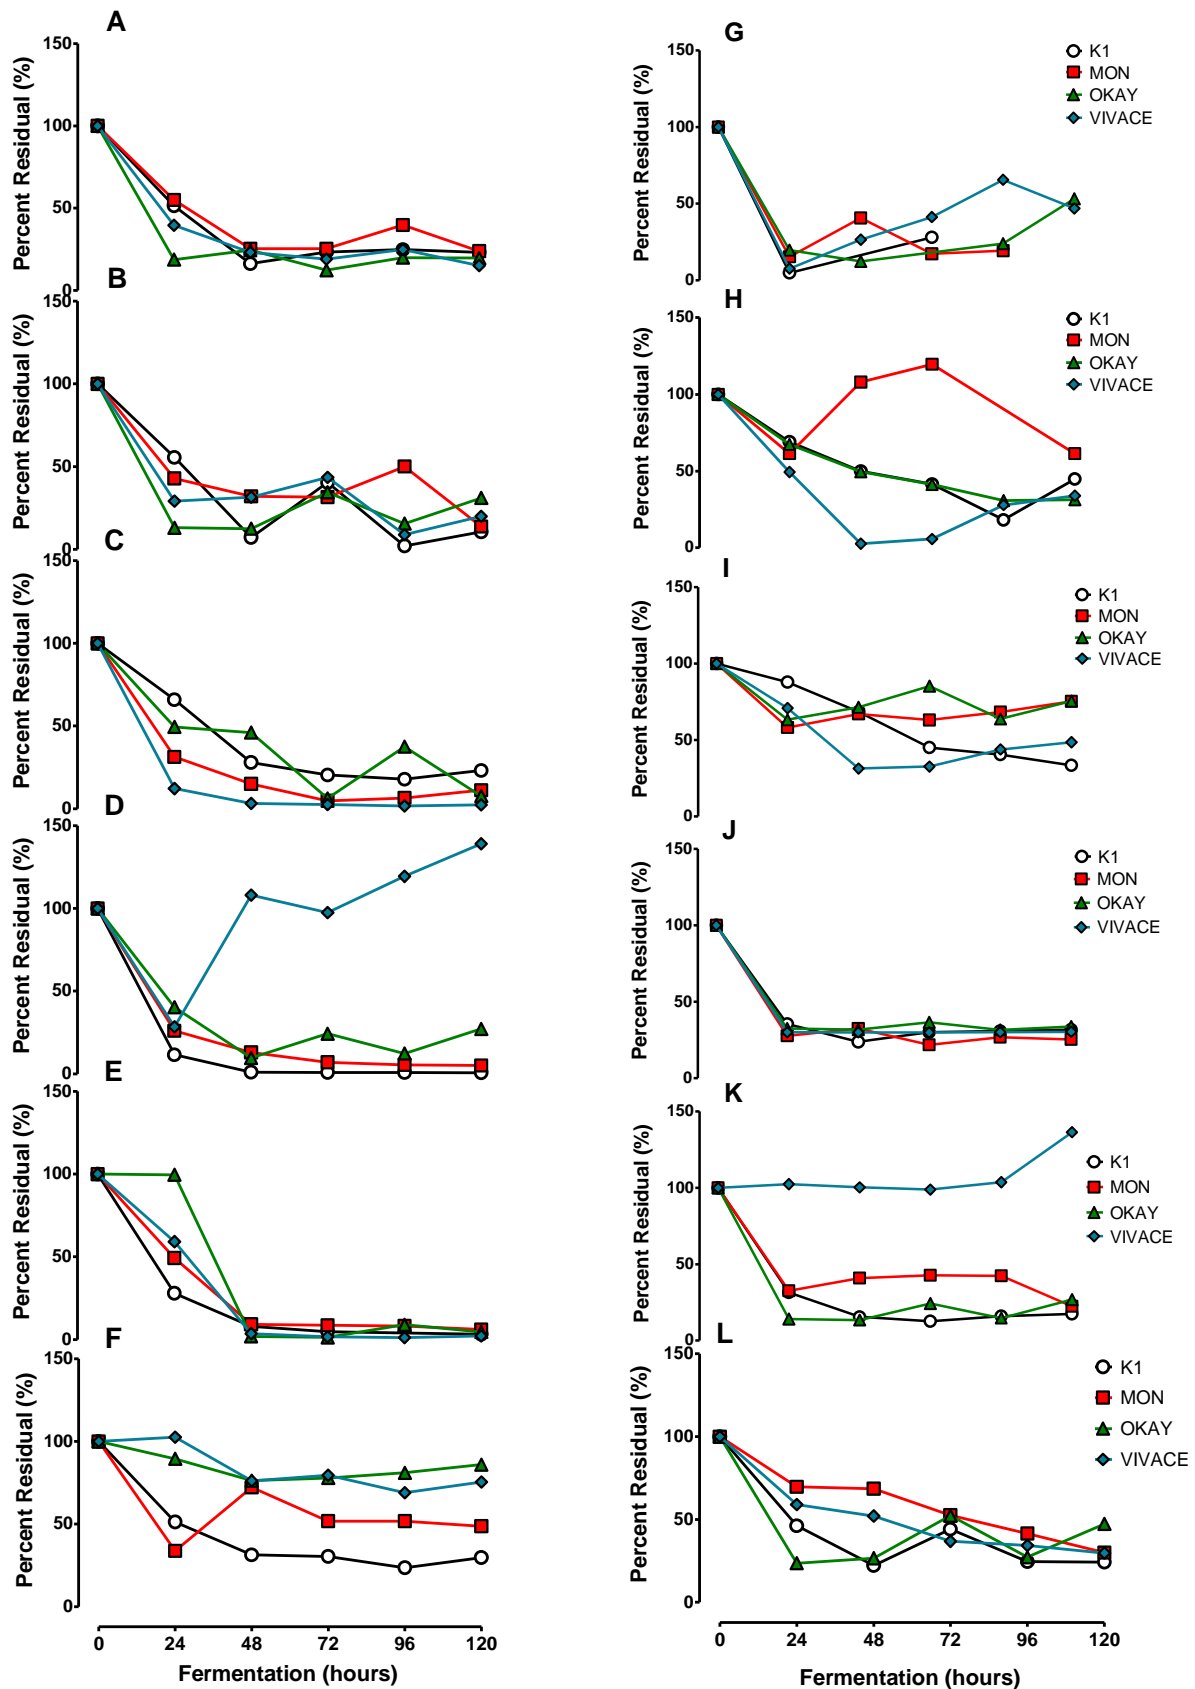 A
Percent Residual (%)
150
100
50
0
B
Percent Residual (%)
150
100
50
0
C
Percent Residual (%)
150
100
50
0
D
Percent Residual (%)
150
100
50
0
E
Percent Residual (%)
150
100
50
0
F
Percent Residual (%)
150
100
50
0
0 24 48 72 96 120
Fermentation (hours)
G
Percent Residual (%)
150
100
50
0
K1
MON
OKAY
VIVACE
H
Percent Residual (%)
150
100
50
0
K1
MON
OKAY
VIVACE
I
Percent Residual (%)
150
100
50
0
K1
MON
OKAY
VIVACE
J
Percent Residual (%)
150
100
50
0
K1
MON
OKAY
VIVACE
K
Percent Residual (%)
150
100
50
0
K1
MON
OKAY
VIVACE
L
Percent Residual (%)
150
100
50
0
K1
MON
OKAY
VIVACE
0 24 48 72 96 120
Fermentation (hours)